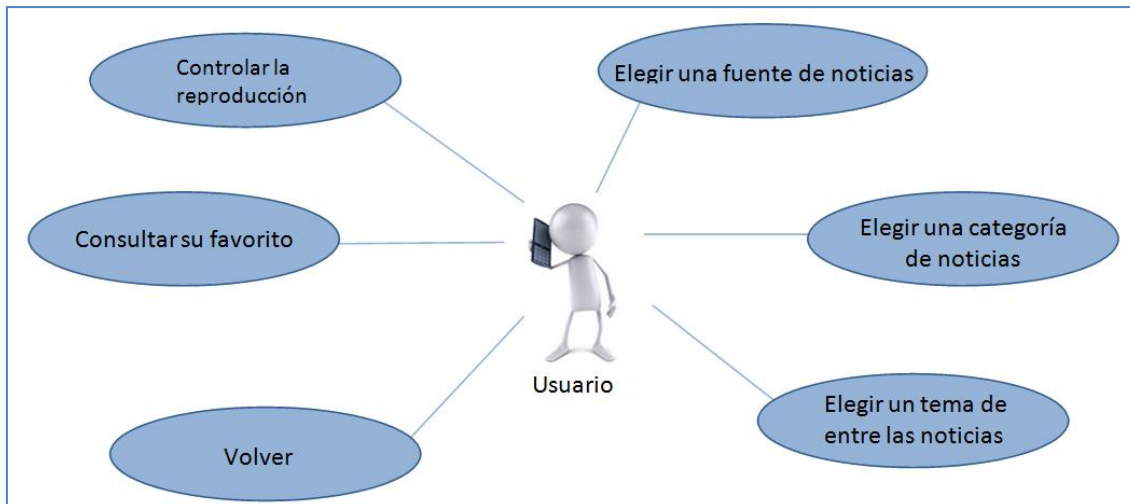 Controlar la
reproducción
Elegir una fuente de noticias
Consultar su favorito
Elegir una categoría
de noticias
Usuario
Volver
Elegir un tema de
entre las noticias